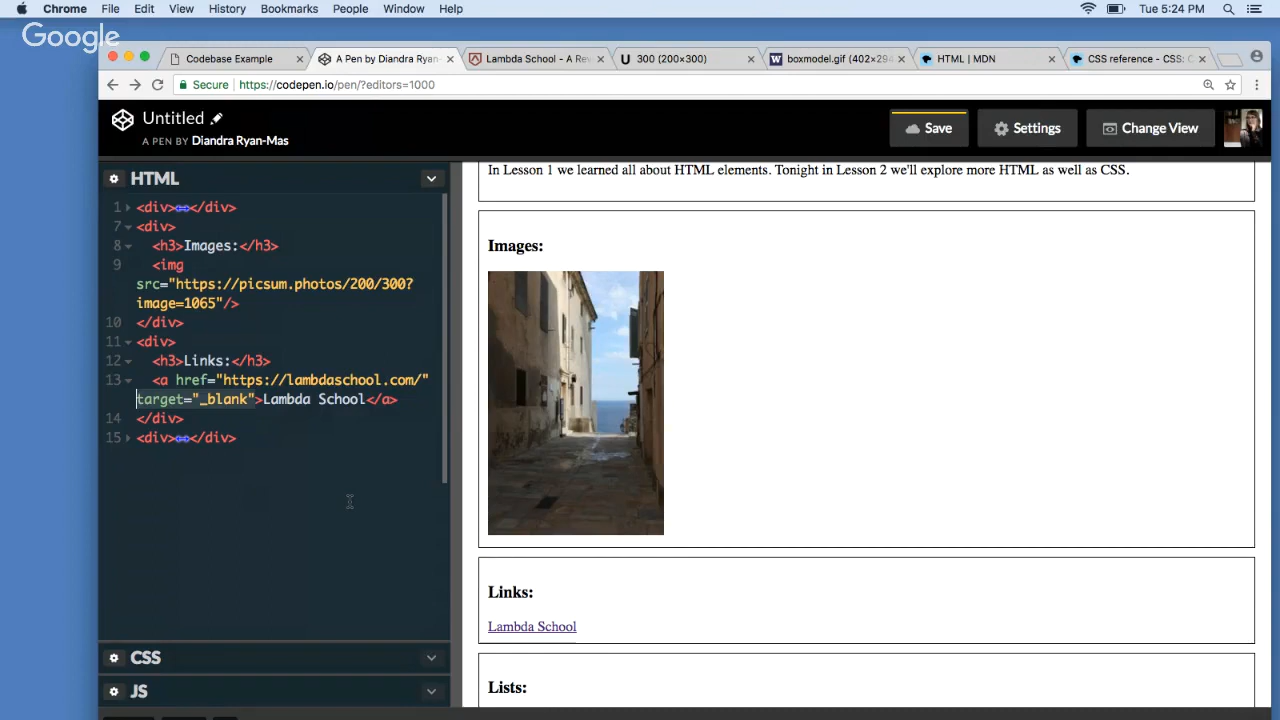 Chrome File Edit View History Bookmarks People Window Help Tue 5:24 PM
Google
Codebase Example A Pen by Diandra Ryan- Lambda School - A Re 300 (200×300) boxmodel.gif (402×294 HTML | MDN CSS reference - CSS:
Secure https://codepen.io/pen/?editors=1000
Untitled
A PEN BY Diandra Ryan-Mas
Save Settings Change View
HTML
1 <div></div>
7 <div>
8 <h3>Images:</h3>
9 <img
src="https://picsum.photos/200/300?
image=1065"/>
10 </div>
11 <div>
12 <h3>Links:</h3>
13 <a href="https://lambdaschool.com/"
target="_blank">Lambda School</a>
14 </div>
15 <div></div>
CSS
JS
In Lesson 1 we learned all about HTML elements. Tonight in Lesson 2 we'll explore more HTML as well as CSS.
Images:
Links:
Lambda School
Lists: